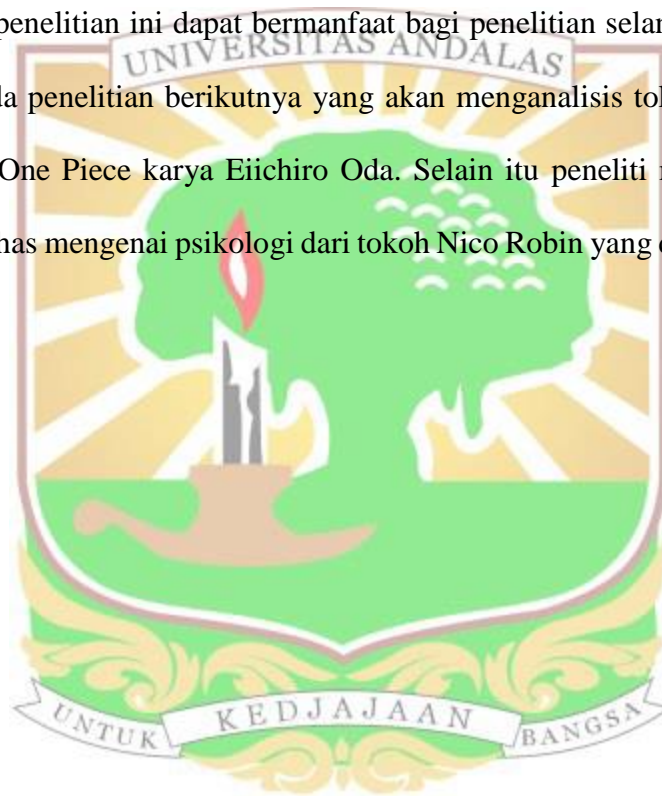 penelitian ini dapat bermanfaat bagi penelitian selan
UNIVERSITAS ANDALAS
da penelitian berikutnya yang akan menganalisis tok
One Piece karya Eiichiro Oda. Selain itu peneliti
has mengenai psikologi dari tokoh Nico Robin yang
UNTUK KEDJAJAAN BANGSA